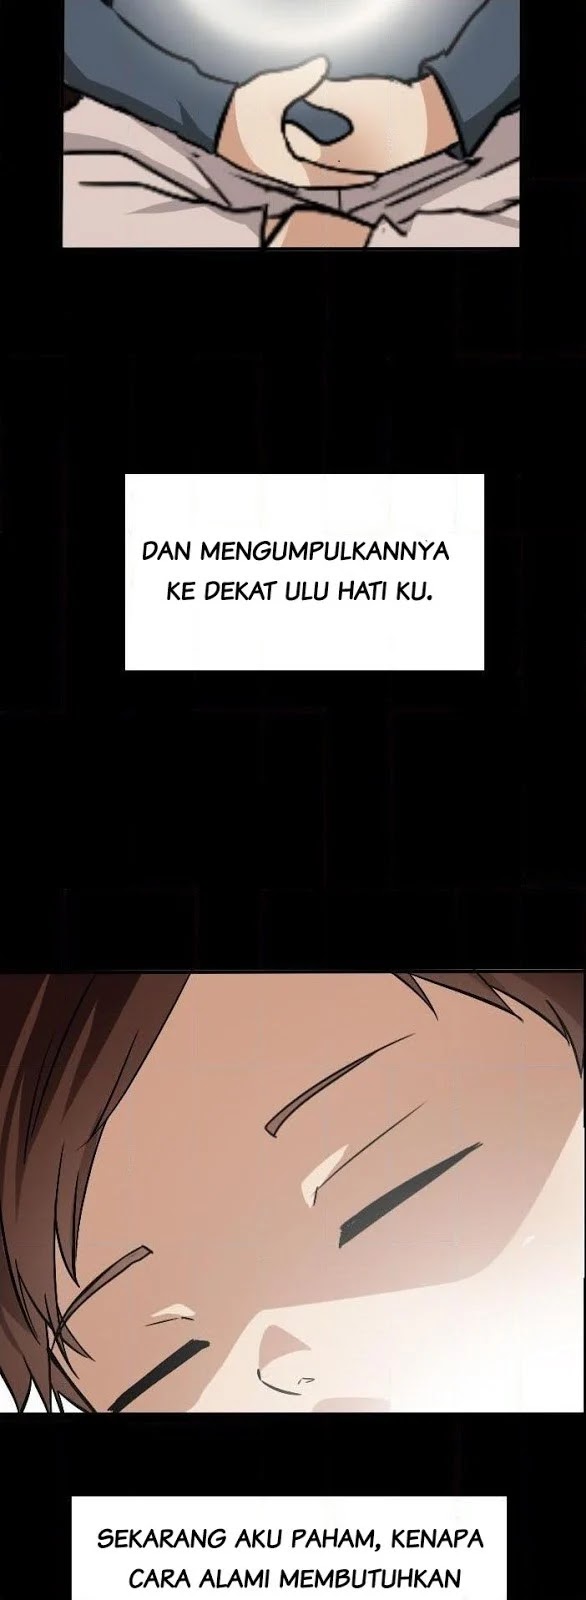 DAN MENGUMPULKANNYA
KE DEKAT ULU HATI KU.
SEKARANG AKU PAHAM, KENAPA
CARA ALAMI MEMBUTUHKAN